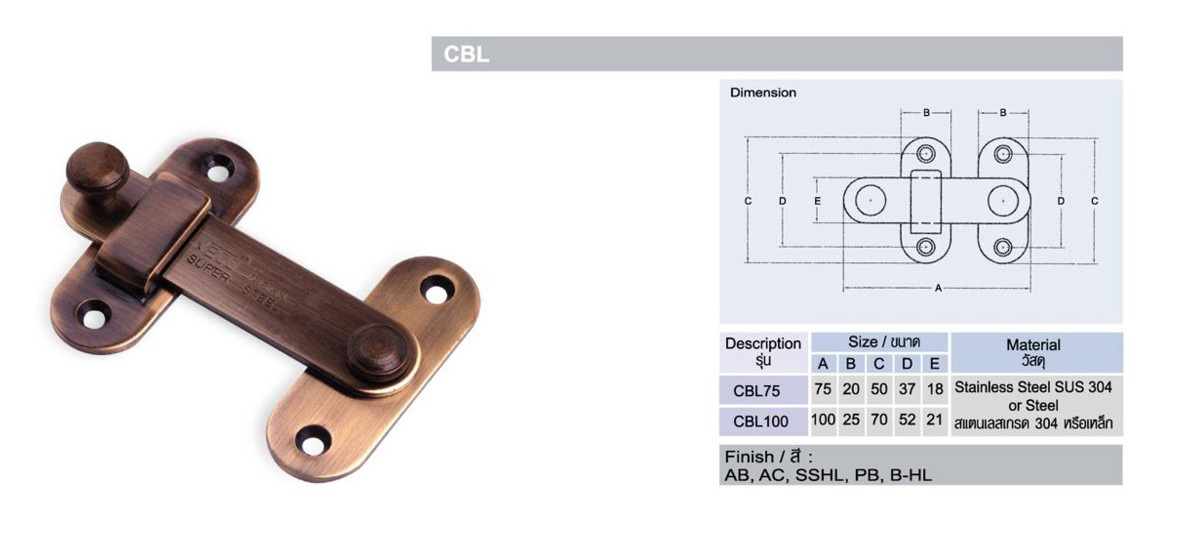 CBL
SUPER STEEL
Dimension
B B
C D E D C
A
Description Size / ขนาด Material
รุ่น A B C D E วัสดุ
CBL75 75 20 50 37 18 Stainless Steel SUS 304
or Steel
CBL100 100 25 70 52 21 สแตนเลสเกรด 304 หรือเหล็ก
Finish / สี :
AB, AC, SSHL, PB, B-HL